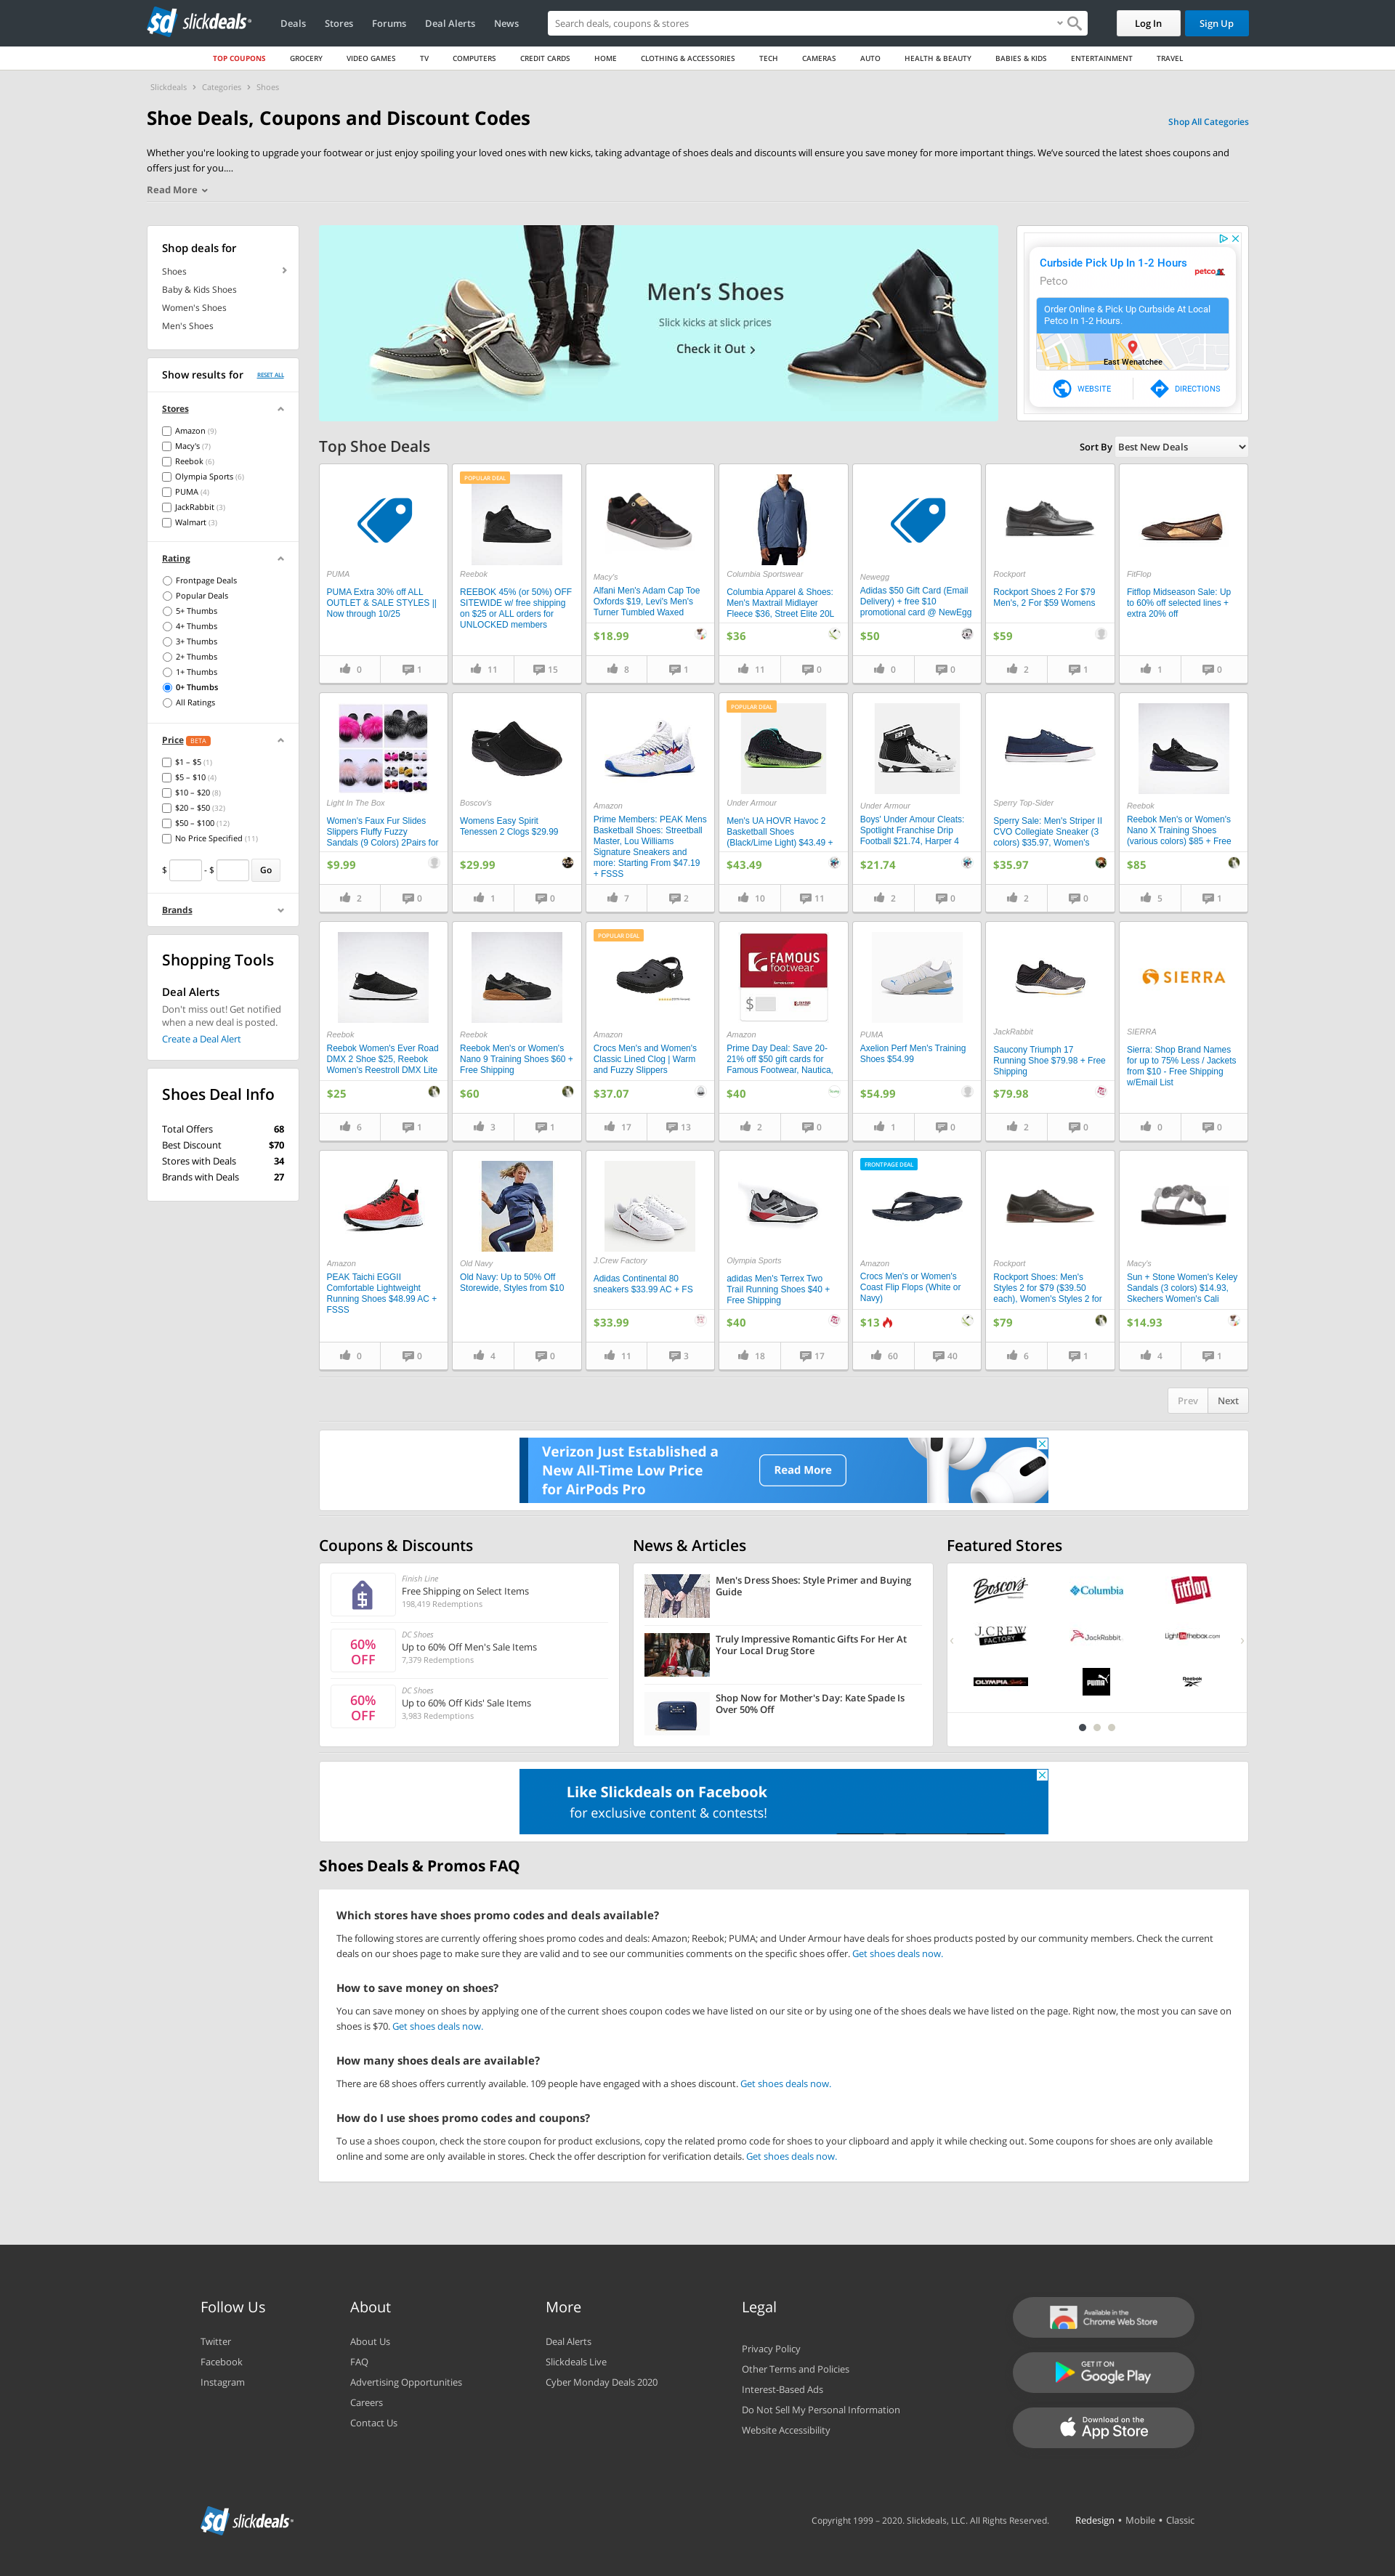 slickdeals
Deals
Stores
Forums
Deal Alerts
News
Search deals, coupons & stores
Log In
Sign Up
TOP COUPONS
GROCERY
VIDEO GAMES
TV
COMPUTERS
CREDIT CARDS
HOME
CLOTHING & ACCESSORIES
TECH
CAMERAS
AUTO
HEALTH & BEAUTY
BABIES & KIDS
ENTERTAINMENT
TRAVEL
Slickdeals › Categories › Shoes
Shoe Deals, Coupons and Discount Codes
Shop All Categories
Whether you're looking to upgrade your footwear or just enjoy spoiling your loved ones with new kicks, taking advantage of shoes deals and discounts will ensure you save money for more important things. We've sourced the latest shoes coupons and
offers just for you....
Read More
Shop deals for
Shoes
Baby & Kids Shoes
Women's Shoes
Men's Shoes
Show results for
RESET ALL
Stores
Amazon (9)
Macy's (7)
Reebok (6)
Olympia Sports (6)
PUMA (4)
JackRabbit (3)
Walmart (3)
Rating
Frontpage Deals
Popular Deals
5+ Thumbs
4+ Thumbs
3+ Thumbs
2+ Thumbs
1+ Thumbs
0+ Thumbs
All Ratings
Price BETA
$1 – $5 (1)
$5 – $10 (4)
$10 – $20 (8)
$20 – $50 (32)
$50 – $100 (12)
No Price Specified (11)
$ - $ Go
Brands
Shopping Tools
Deal Alerts
Don't miss out! Get notified
when a new deal is posted.
Create a Deal Alert
Shoes Deal Info
Total Offers 68
Best Discount $70
Stores with Deals 34
Brands with Deals 27
Men's Shoes
Slick kicks at slick prices
Check it Out
Curbside Pick Up In 1-2 Hours
Petco
petco
Order Online & Pick Up Curbside At Local
Petco In 1-2 Hours.
East Wenatchee
WEBSITE
DIRECTIONS
Top Shoe Deals
Sort By Best New Deals
PUMA
PUMA Extra 30% off ALL
OUTLET & SALE STYLES ||
Now through 10/25
0 1
POPULAR DEAL
Reebok
REEBOK 45% (or 50%) OFF
SITEWIDE w/ free shipping
on $25 or ALL orders for
UNLOCKED members
11 15
Macy's
Alfani Men's Adam Cap Toe
Oxfords $19, Levi's Men's
Turner Tumbled Waxed
$18.99
8 1
Columbia Sportswear
Columbia Apparel & Shoes:
Men's Maxtrail Midlayer
Fleece $36, Street Elite 20L
$36
11 0
Newegg
Adidas $50 Gift Card (Email
Delivery) + free $10
promotional card @ NewEgg
$50
0 0
Rockport
Rockport Shoes 2 For $79
Men's, 2 For $59 Womens
$59
2 1
FitFlop
Fitflop Midseason Sale: Up
to 60% off selected lines +
extra 20% off
1 0
Light In The Box
Women's Faux Fur Slides
Slippers Fluffy Fuzzy
Sandals (9 Colors) 2Pairs for
$9.99
2 0
Boscov's
Womens Easy Spirit
Tenessen 2 Clogs $29.99
$29.99
1 0
Amazon
Prime Members: PEAK Mens
Basketball Shoes: Streetball
Master, Lou Williams
Signature Sneakers and
more: Starting From $47.19
+ FSSS
7 2
POPULAR DEAL
Under Armour
Men's UA HOVR Havoc 2
Basketball Shoes
(Black/Lime Light) $43.49 +
$43.49
10 11
Under Armour
Boys' Under Amour Cleats:
Spotlight Franchise Drip
Football $21.74, Harper 4
$21.74
2 0
Sperry Top-Sider
Sperry Sale: Men's Striper II
CVO Collegiate Sneaker (3
colors) $35.97, Women's
$35.97
2 0
Reebok
Reebok Men's or Women's
Nano X Training Shoes
(various colors) $85 + Free
$85
5 1
Reebok
Reebok Women's Ever Road
DMX 2 Shoe $25, Reebok
Women's Reestroll DMX Lite
$25
6 1
Reebok
Reebok Men's or Women's
Nano 9 Training Shoes $60 +
Free Shipping
$60
3 1
POPULAR DEAL
Amazon
Crocs Men's and Women's
Classic Lined Clog | Warm
and Fuzzy Slippers
$37.07
17 13
FAMOUS
footwear
$
Amazon
Prime Day Deal: Save 20-
21% off $50 gift cards for
Famous Footwear, Nautica,
$40
2 0
PUMA
Axelion Perf Men's Training
Shoes $54.99
$54.99
1 0
JackRabbit
Saucony Triumph 17
Running Shoe $79.98 + Free
Shipping
$79.98
2 0
SIERRA
SIERRA
Sierra: Shop Brand Names
for up to 75% Less / Jackets
from $10 - Free Shipping
w/Email List
0 0
Amazon
PEAK Taichi EGGII
Comfortable Lightweight
Running Shoes $48.99 AC +
FSSS
0 0
Old Navy
Old Navy: Up to 50% Off
Storewide, Styles from $10
4 0
J.Crew Factory
Adidas Continental 80
sneakers $33.99 AC + FS
$33.99
11 3
Olympia Sports
adidas Men's Terrex Two
Trail Running Shoes $40 +
Free Shipping
$40
18 17
FRONTPAGE DEAL
Amazon
Crocs Men's or Women's
Coast Flip Flops (White or
Navy)
$13
60 40
Rockport
Rockport Shoes: Men's
Styles 2 for $79 ($39.50
each), Women's Styles 2 for
$79
6 1
Macy's
Sun + Stone Women's Keley
Sandals (3 colors) $14.93,
Skechers Women's Cali
$14.93
4 1
Prev
Next
Verizon Just Established a
New All-Time Low Price
for AirPods Pro
Read More
Coupons & Discounts
Finish Line
Free Shipping on Select Items
198,419 Redemptions
60%
OFF
DC Shoes
Up to 60% Off Men's Sale Items
7,379 Redemptions
60%
OFF
DC Shoes
Up to 60% Off Kids' Sale Items
3,983 Redemptions
News & Articles
Men's Dress Shoes: Style Primer and Buying
Guide
Truly Impressive Romantic Gifts For Her At
Your Local Drug Store
Shop Now for Mother's Day: Kate Spade Is
Over 50% Off
Featured Stores
Boscov's
Columbia
fitflop
J.CREW
FACTORY
JackRabbit.
Lightinthebox.com
OLYMPIA Sports
PUMA
Reebok
Like Slickdeals on Facebook
for exclusive content & contests!
Shoes Deals & Promos FAQ
Which stores have shoes promo codes and deals available?
The following stores are currently offering shoes promo codes and deals: Amazon; Reebok; PUMA; and Under Armour have deals for shoes products posted by our community members. Check the current
deals on our shoes page to make sure they are valid and to see our communities comments on the specific shoes offer. Get shoes deals now.
How to save money on shoes?
You can save money on shoes by applying one of the current shoes coupon codes we have listed on our site or by using one of the shoes deals we have listed on the page. Right now, the most you can save on
shoes is $70. Get shoes deals now.
How many shoes deals are available?
There are 68 shoes offers currently available. 109 people have engaged with a shoes discount. Get shoes deals now.
How do I use shoes promo codes and coupons?
To use a shoes coupon, check the store coupon for product exclusions, copy the related promo code for shoes to your clipboard and apply it while checking out. Some coupons for shoes are only available
online and some are only available in stores. Check the offer description for verification details. Get shoes deals now.
Follow Us
Twitter
Facebook
Instagram
About
About Us
FAQ
Advertising Opportunities
Careers
Contact Us
More
Deal Alerts
Slickdeals Live
Cyber Monday Deals 2020
Legal
Privacy Policy
Other Terms and Policies
Interest-Based Ads
Do Not Sell My Personal Information
Website Accessibility
Available in the
Chrome Web Store
GET IT ON
Google Play
Download on the
App Store
slickdeals
Copyright 1999 – 2020. Slickdeals, LLC. All Rights Reserved.
Redesign • Mobile • Classic